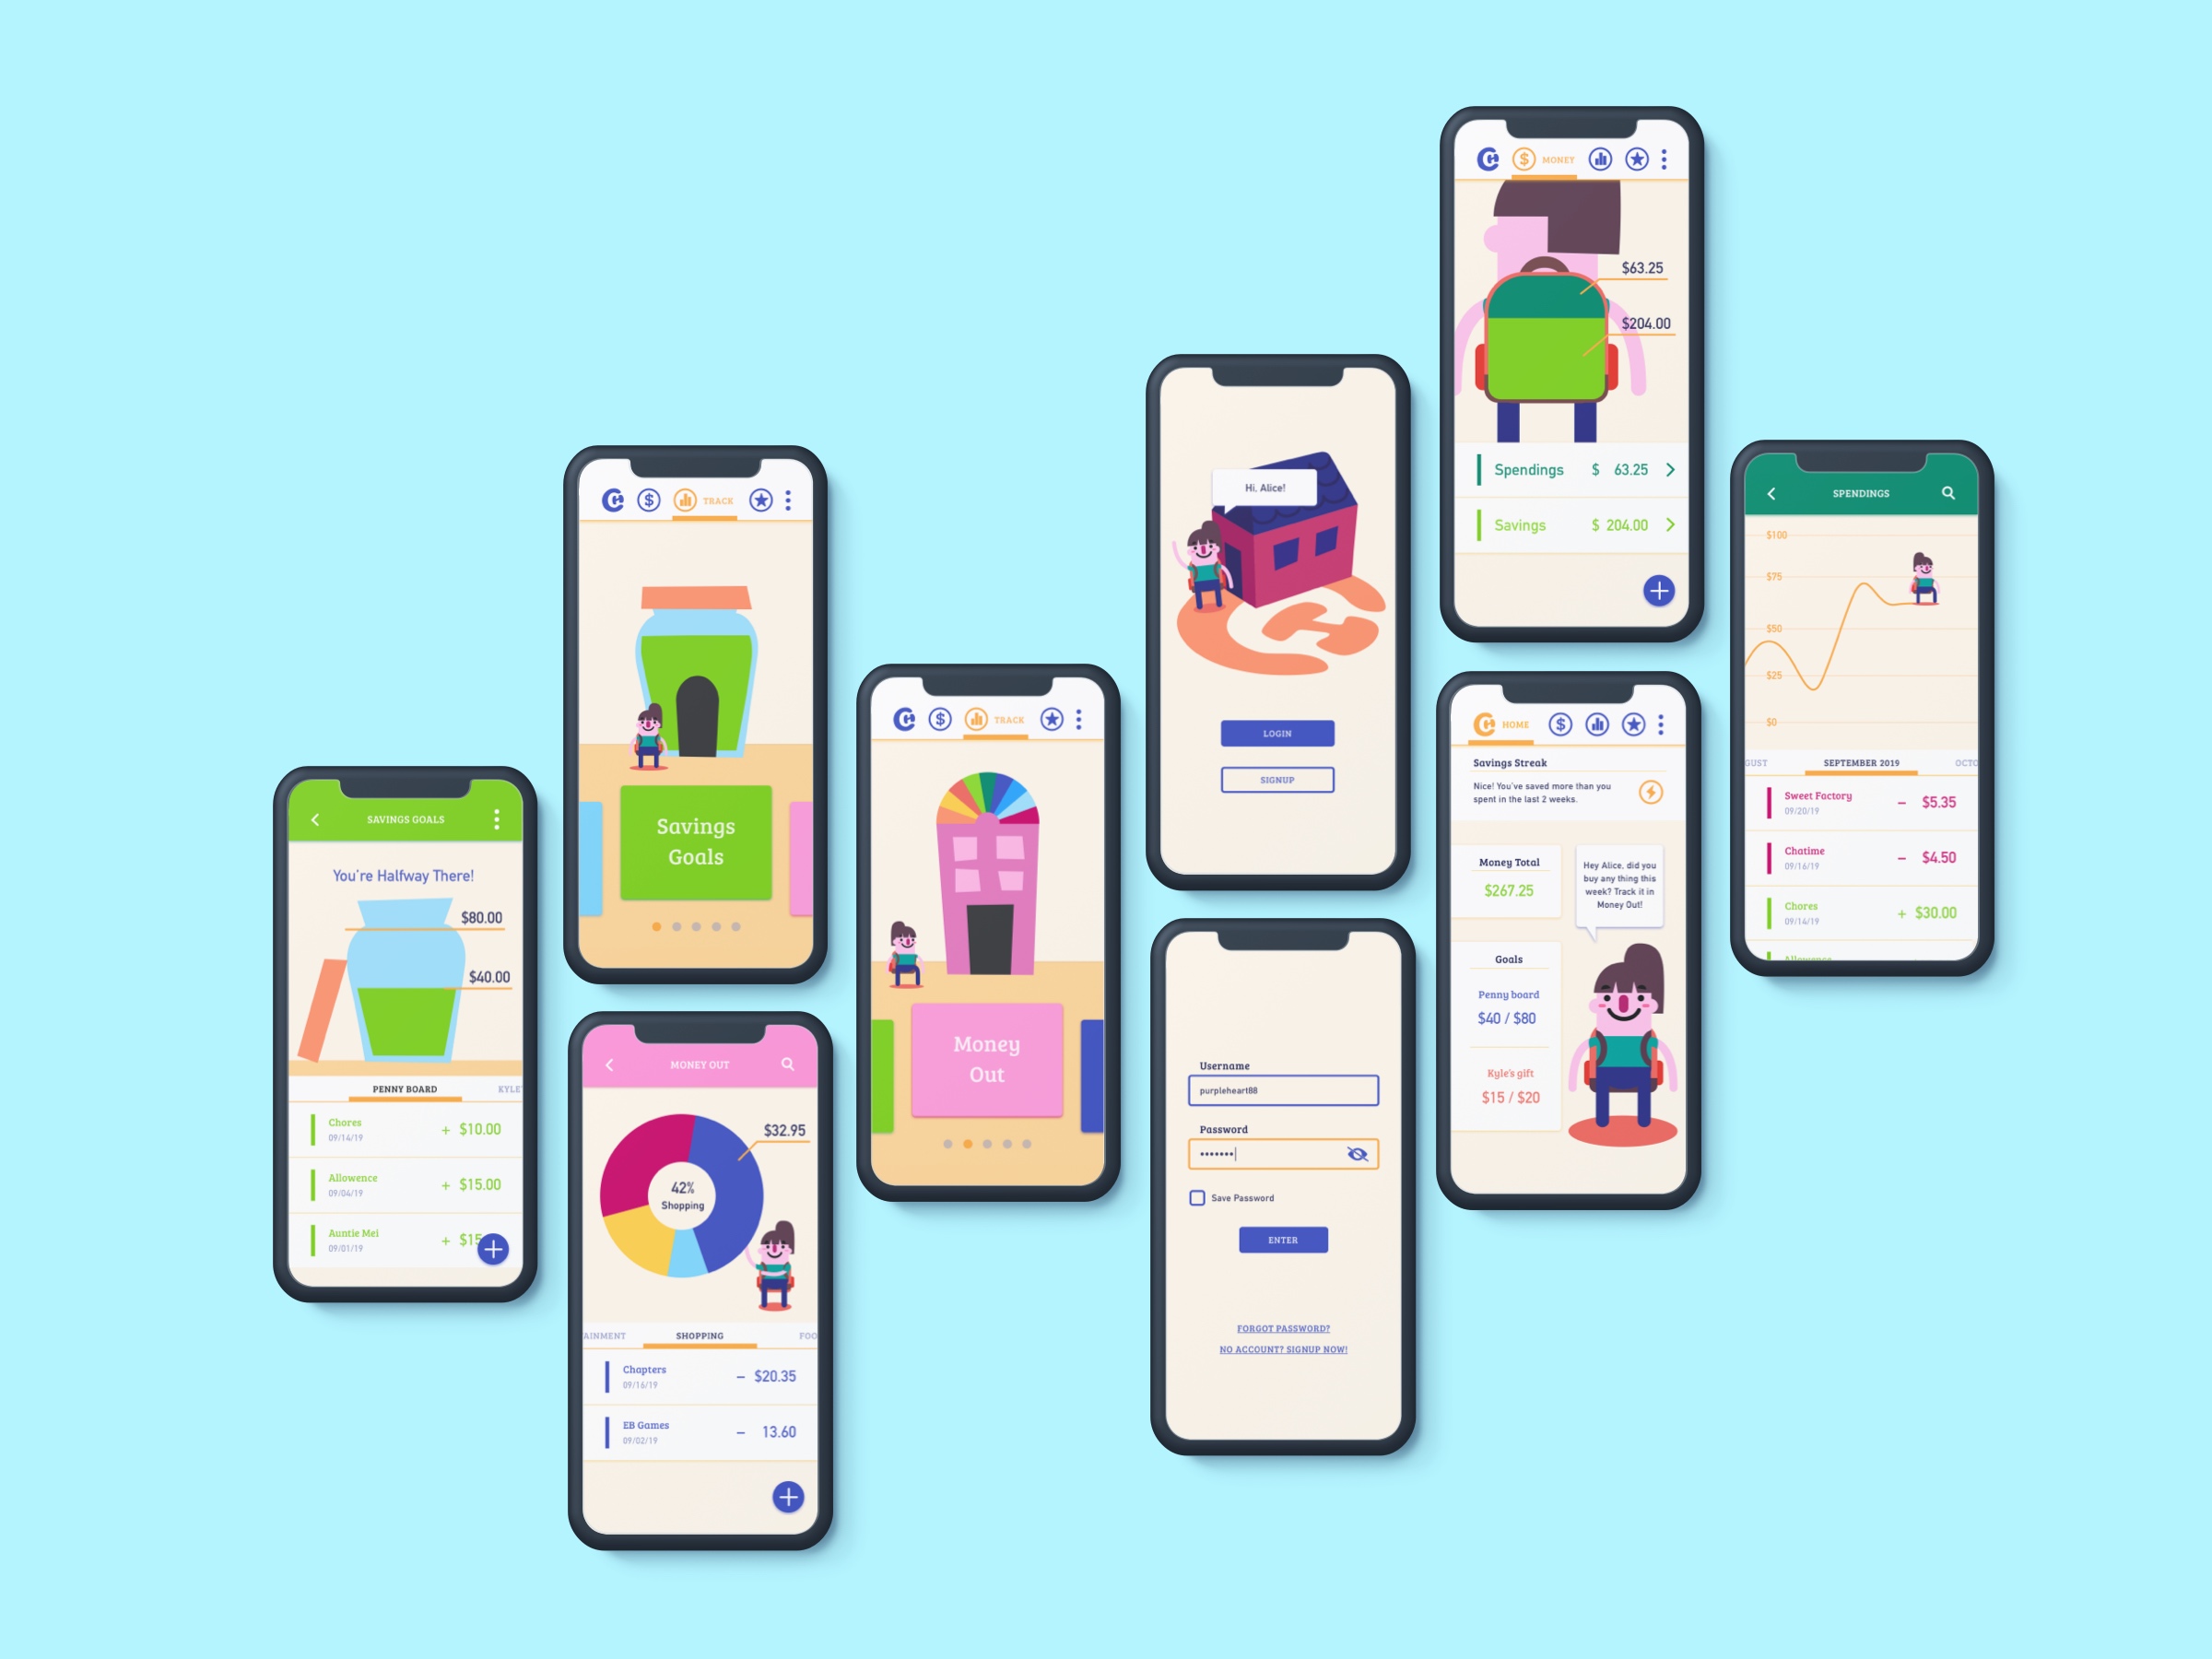 SAVINGS GOALS
You're Halfway There!
$80.00
$40.00
PENNY BOARD
KYLE'
Chores
09/14/19
+ $10.00
Allowence
09/04/19
+ $15.00
Auntie Mei
09/01/19
+ $15
$ TRACK
Savings
Goals
MONEY OUT
$32.95
42%
Shopping
AINMENT SHOPPING FOO
Chapters
09/16/19
– $20.35
EB Games
09/02/19
– 13.60
$ TRACK
Money
Out
Hi, Alice!
LOGIN
SIGNUP
Username
purpleheart88
Password
•••••••
Save Password
ENTER
FORGOT PASSWORD?
NO ACCOUNT? SIGNUP NOW!
$ MONEY
$63.25
$204.00
Spendings $ 63.25
Savings $ 204.00
HOME $
Savings Streak
Nice! You've saved more than you
spent in the last 2 weeks.
Money Total
$267.25
Hey Alice, did you
buy any thing this
week? Track it in
Money Out!
Goals
Penny board
$40 / $80
Kyle's gift
$15 / $20
SPENDINGS
$100
$75
$50
$25
$0
GUST SEPTEMBER 2019 OCTO
Sweet Factory
09/20/19
– $5.35
Chatime
09/16/19
– $4.50
Chores
09/14/19
+ $30.00
Allowence